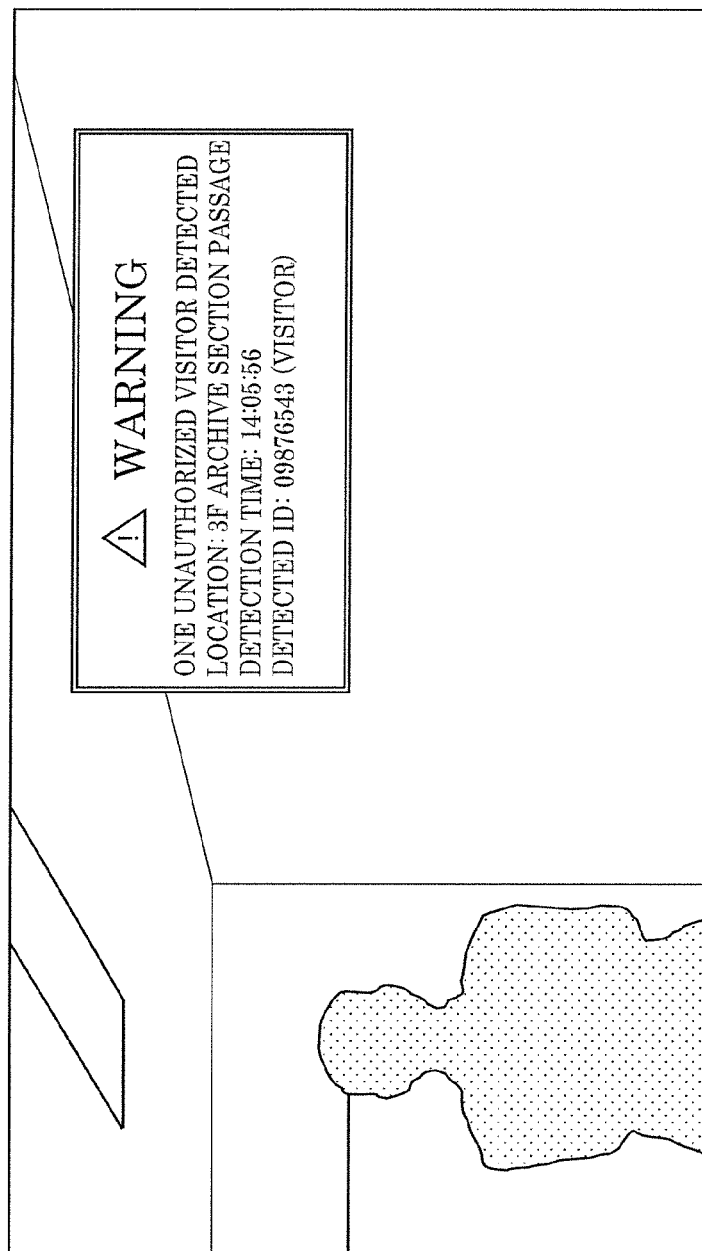 WARNING
ONE UNAUTHORIZED VISITOR DETECTED
LOCATION: 3F ARCHIVE SECTION PASSAGE
DETECTION TIME: 14:05:56
DETECTED ID: 09876543 (VISITOR)